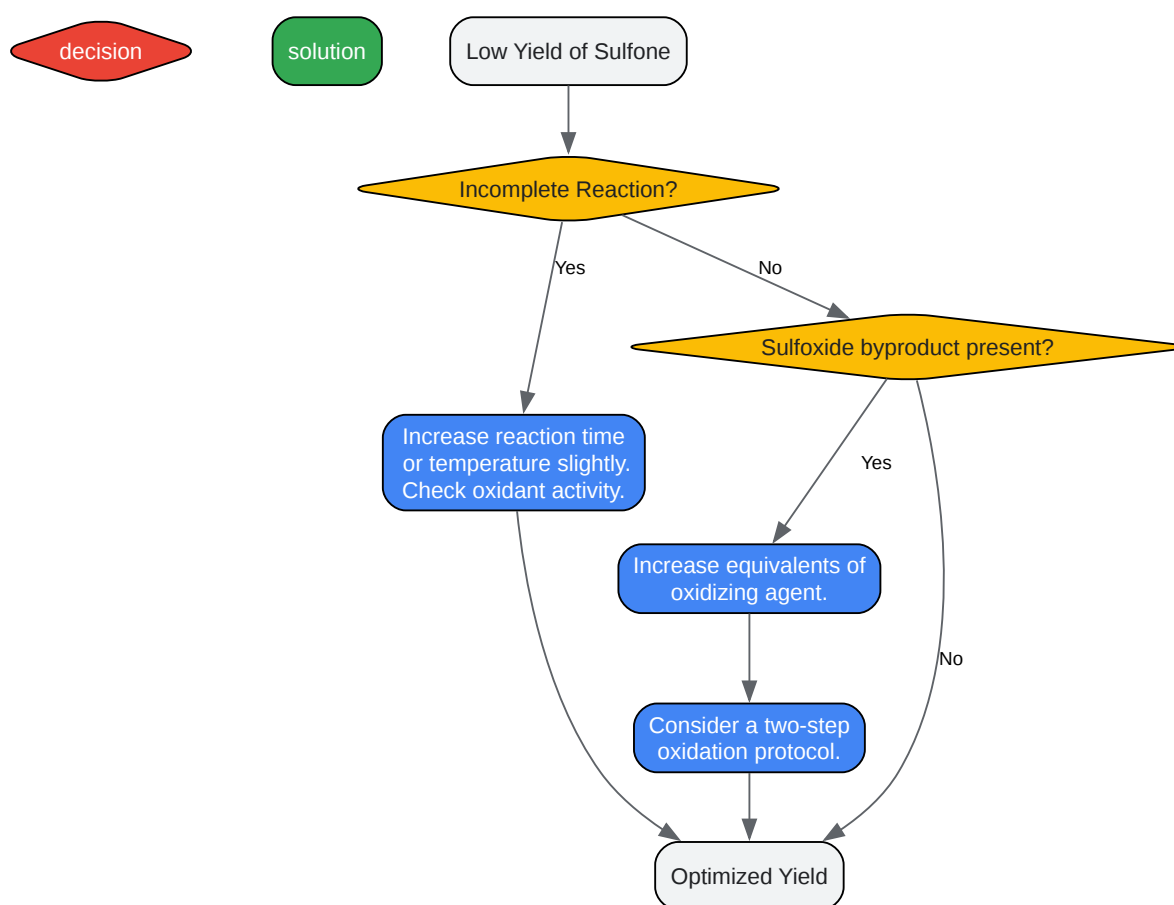 decision
solution
Low Yield of Sulfone
Incomplete Reaction?
Yes
No
Sulfoxide byproduct present?
Increase reaction time
or temperature slightly.
Check oxidant activity.
Yes
Increase equivalents of
oxidizing agent.
No
Consider a two-step
oxidation protocol.
Optimized Yield